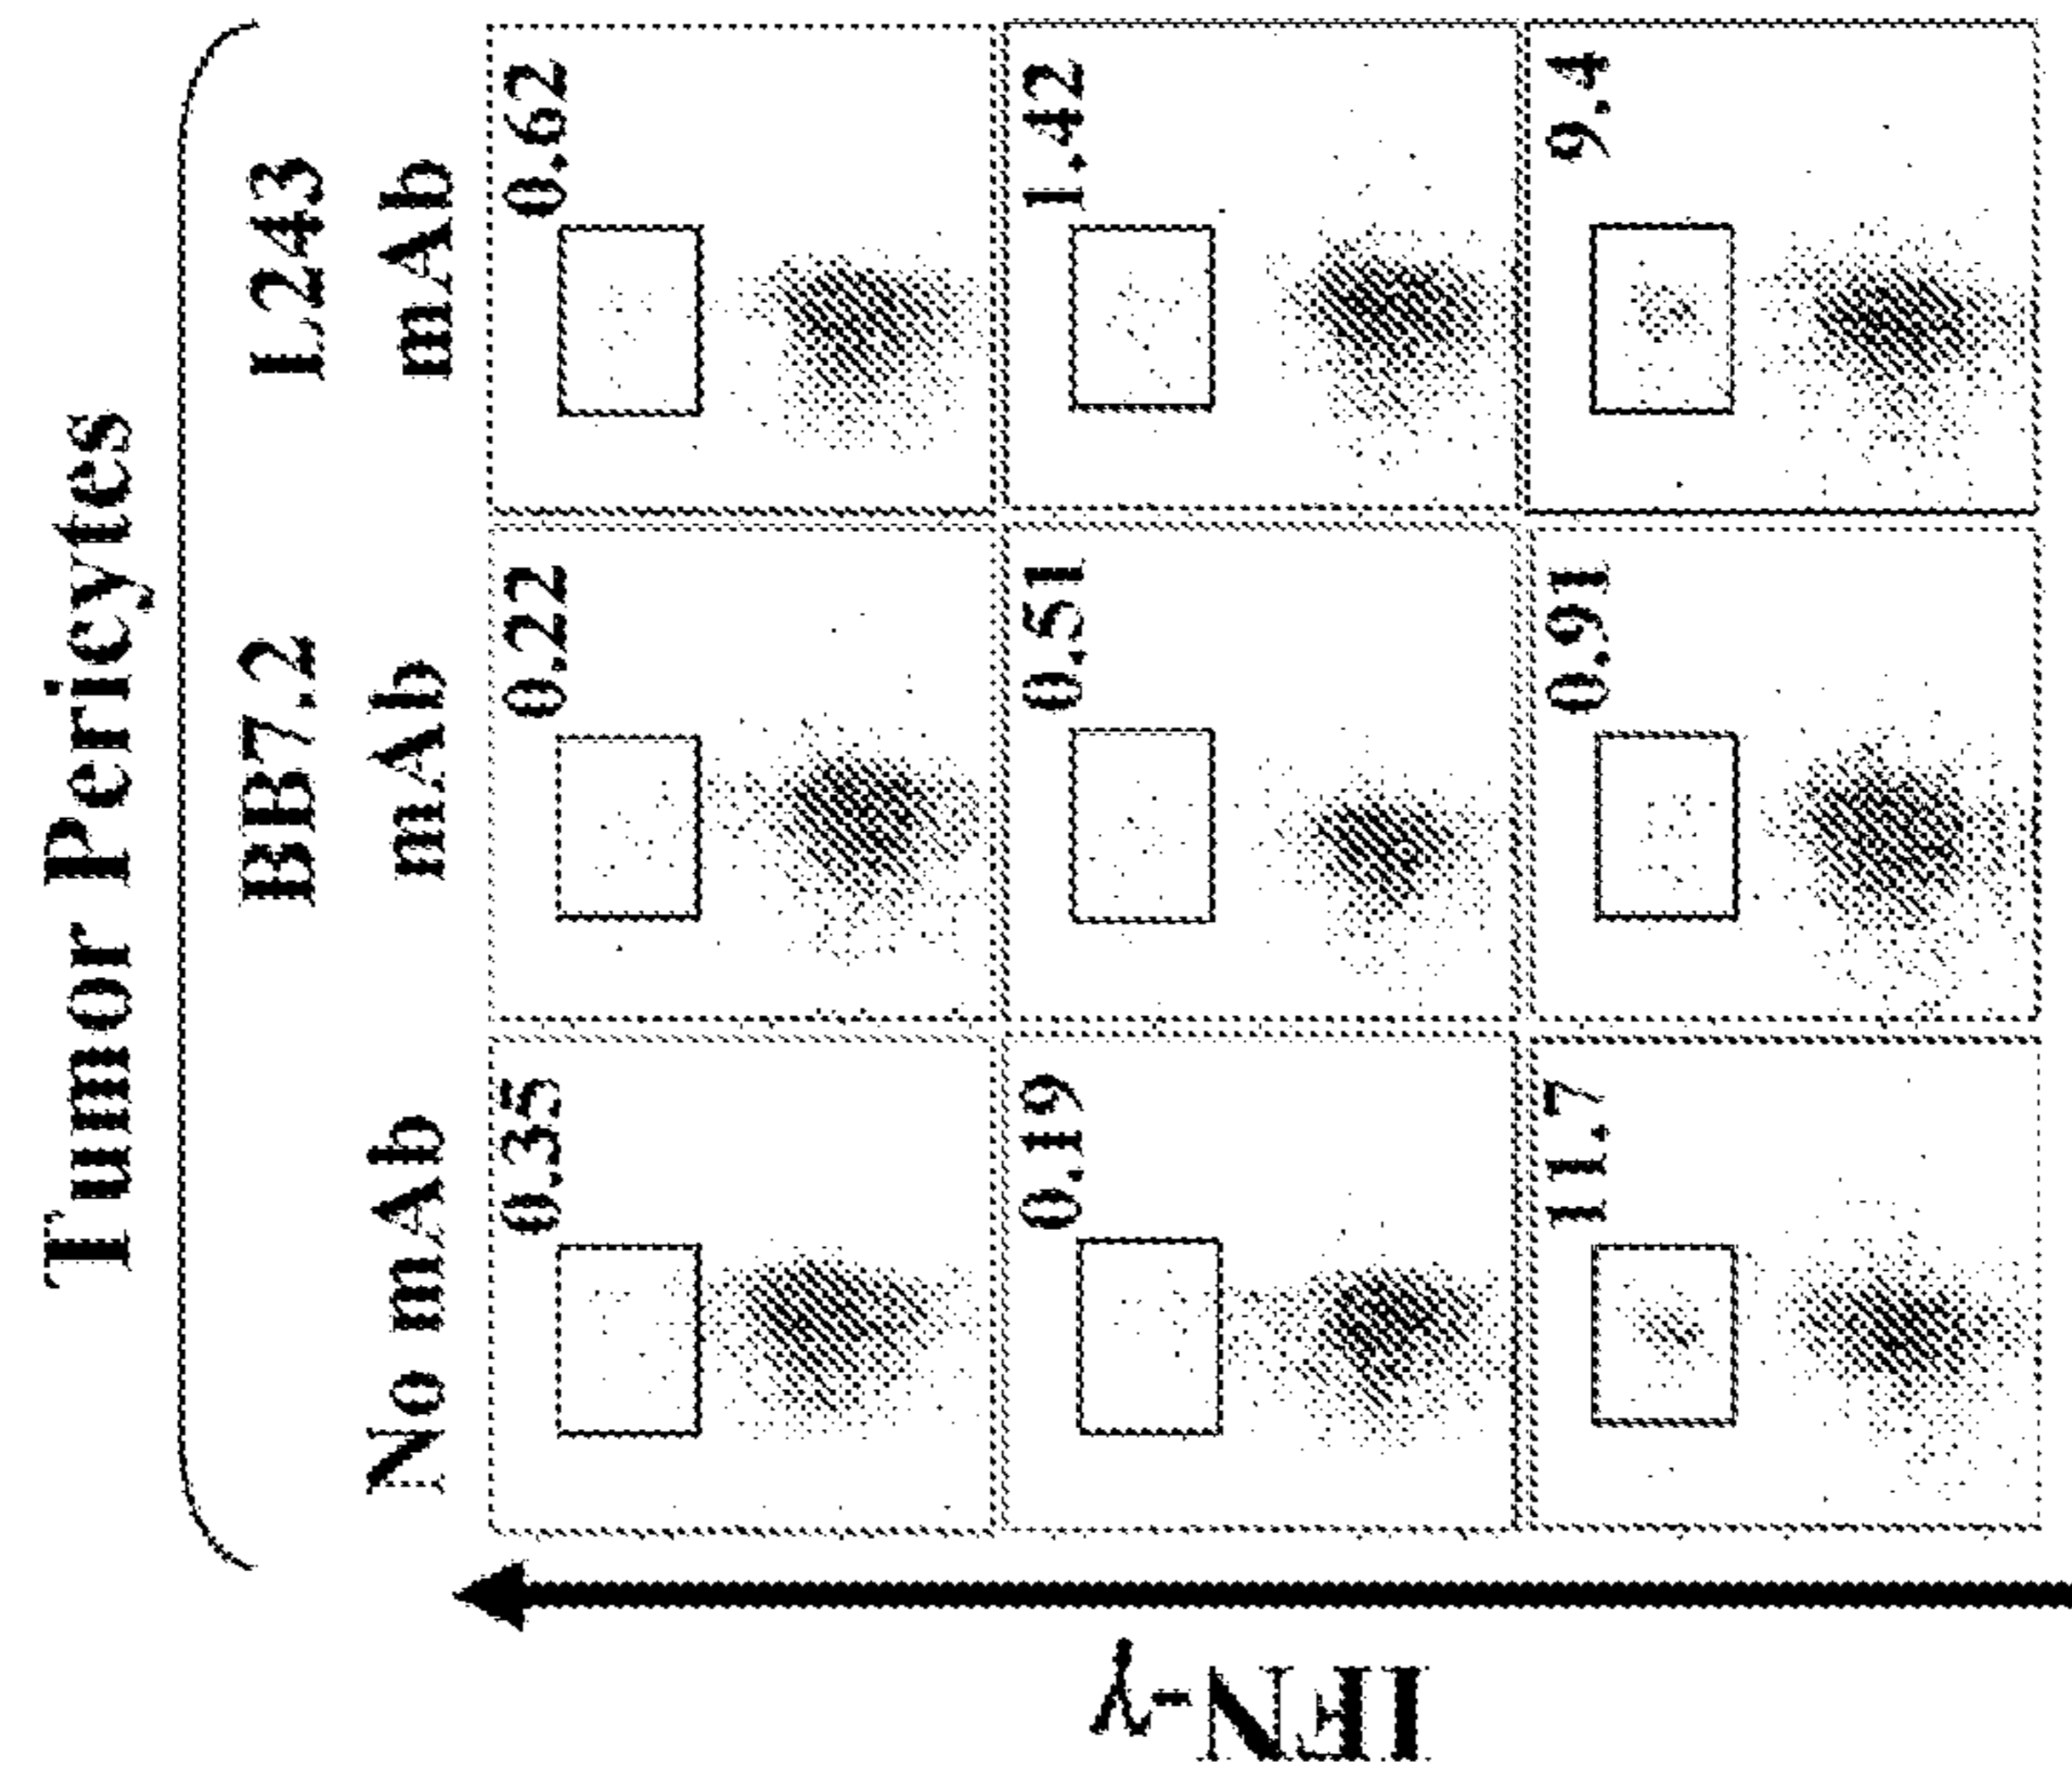 Tumor Pericytes
No mAb
BB7.2
mAb
L243
mAb
0.35
0.22
0.62
0.19
0.51
1.42
11.7
0.91
9.4
IFN-γ